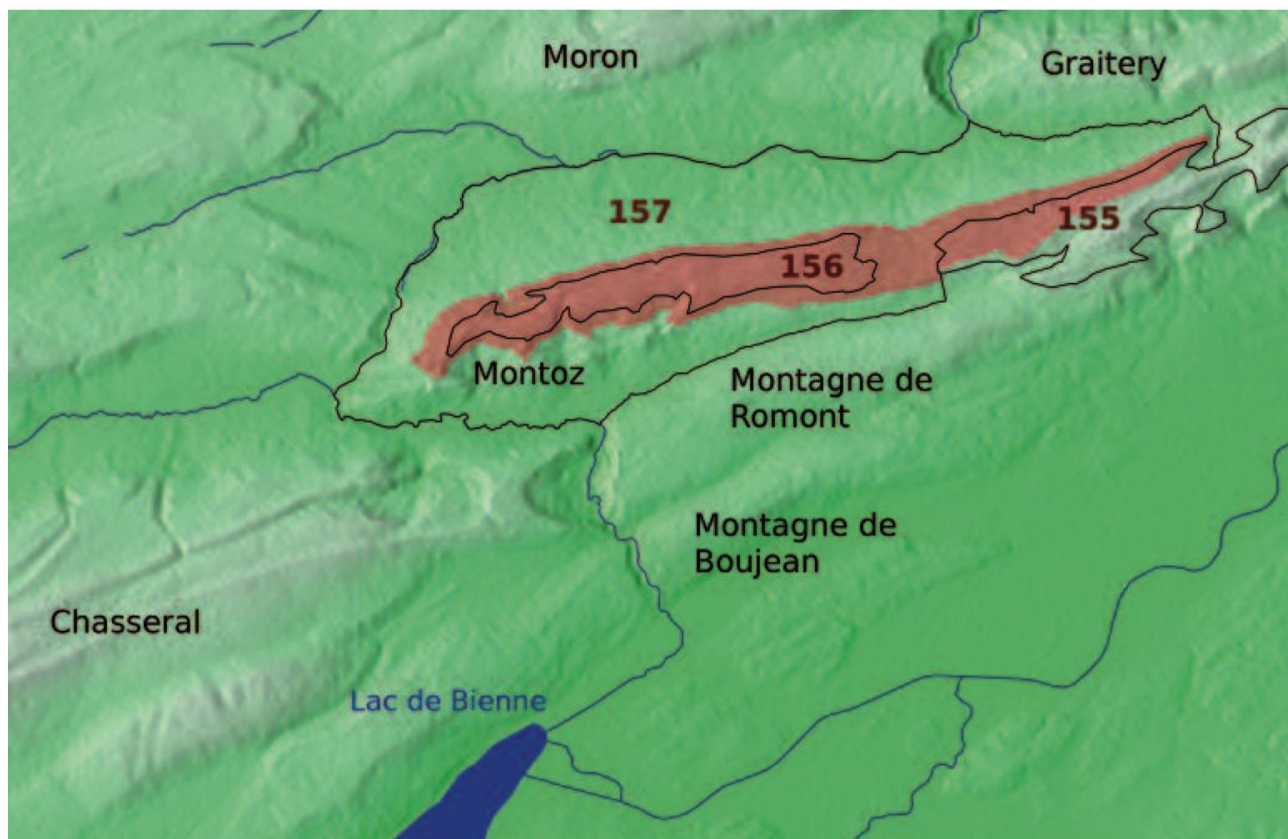 Moron
Graitery
157
155
156
Montoz
Montagne de
Romont
Montagne de
Boujean
Chasseral
Lac de Bienne